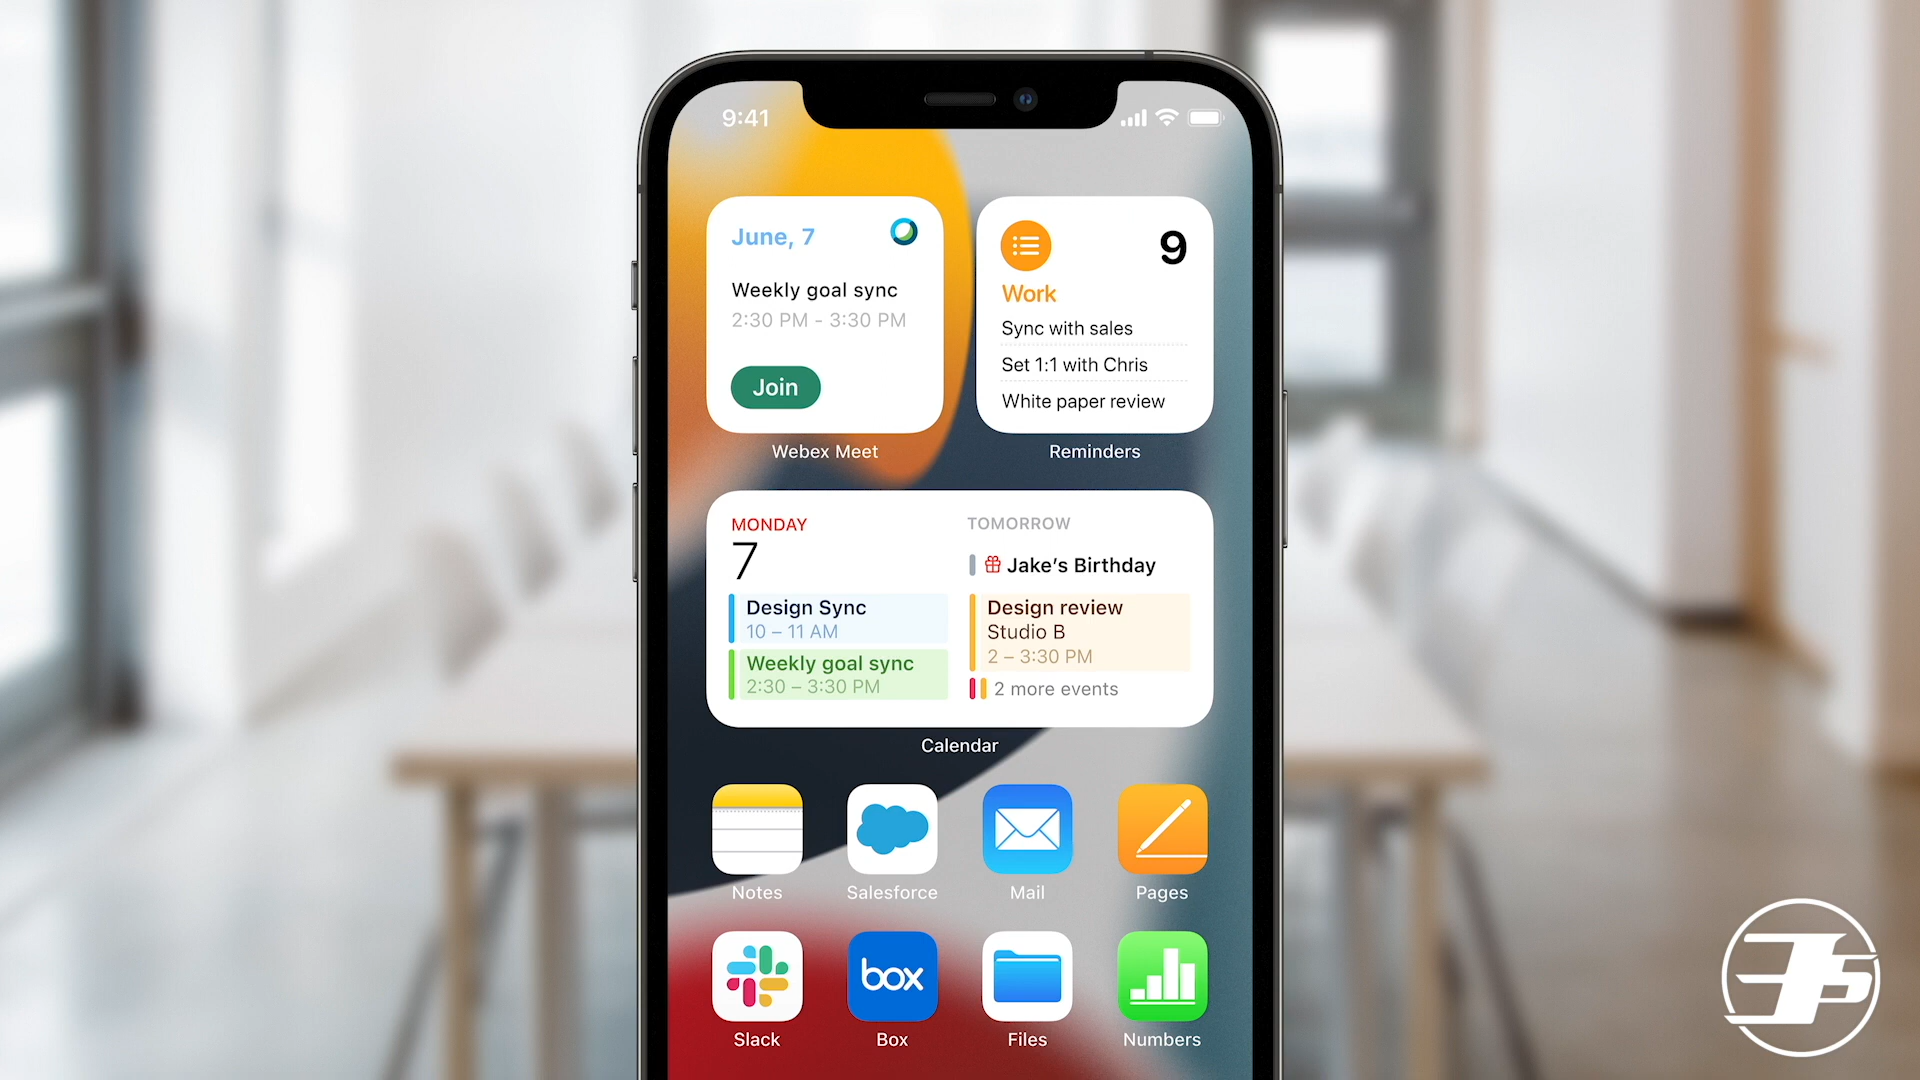 9:41
June, 7
Weekly goal sync
2:30 PM - 3:30 PM
Join
Webex Meet
9
Work
Sync with sales
Set 1:1 with Chris
White paper review
Reminders
MONDAY
7
Design Sync
10 – 11 AM
Weekly goal sync
2:30 – 3:30 PM
TOMORROW
Jake’s Birthday
Design review
Studio B
2 – 3:30 PM
2 more events
Calendar
Notes
Salesforce
Mail
Pages
box
Slack
Box
Files
Numbers